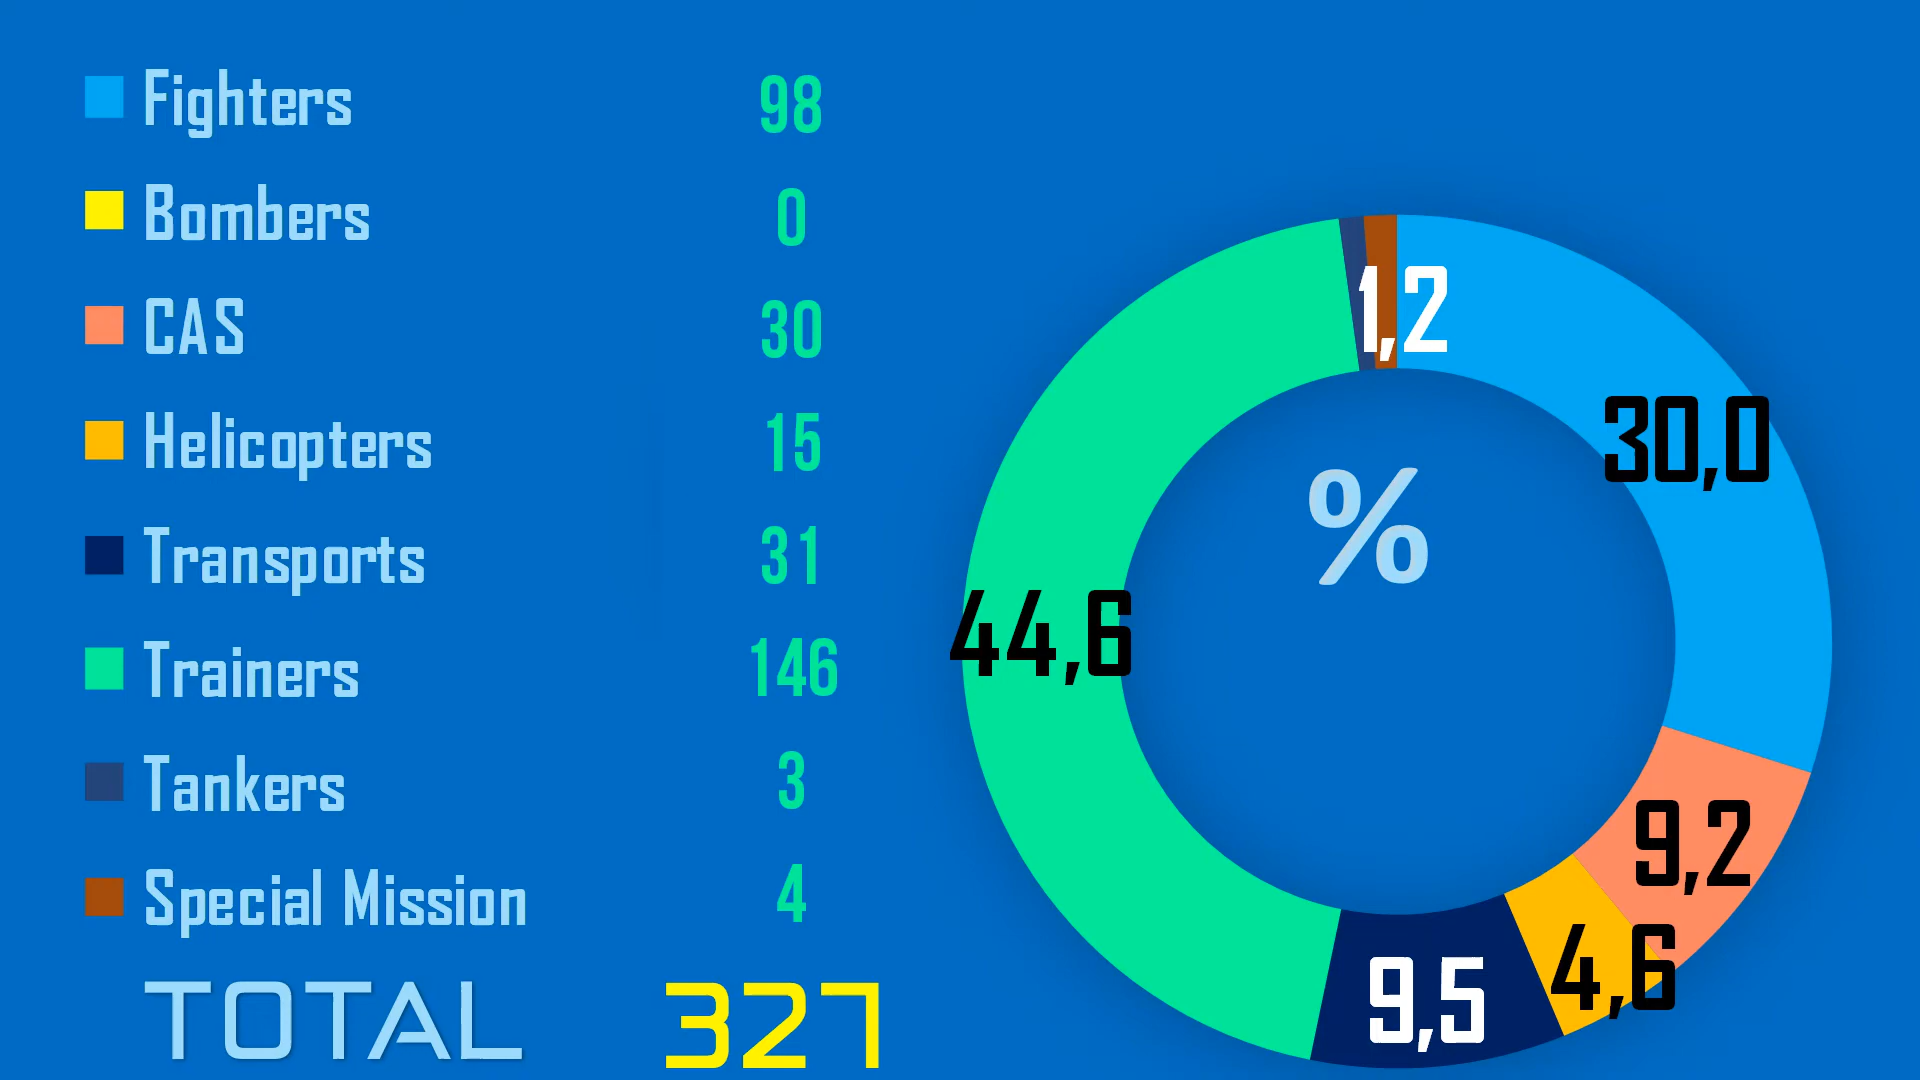 Fighters 98
Bombers 0
CAS 30
Helicopters 15
Transports 31
Trainers 146
Tankers 3
Special Mission 4
TOTAL 327
1,2
30,0
%
44,6
9,2
4,6
9,5